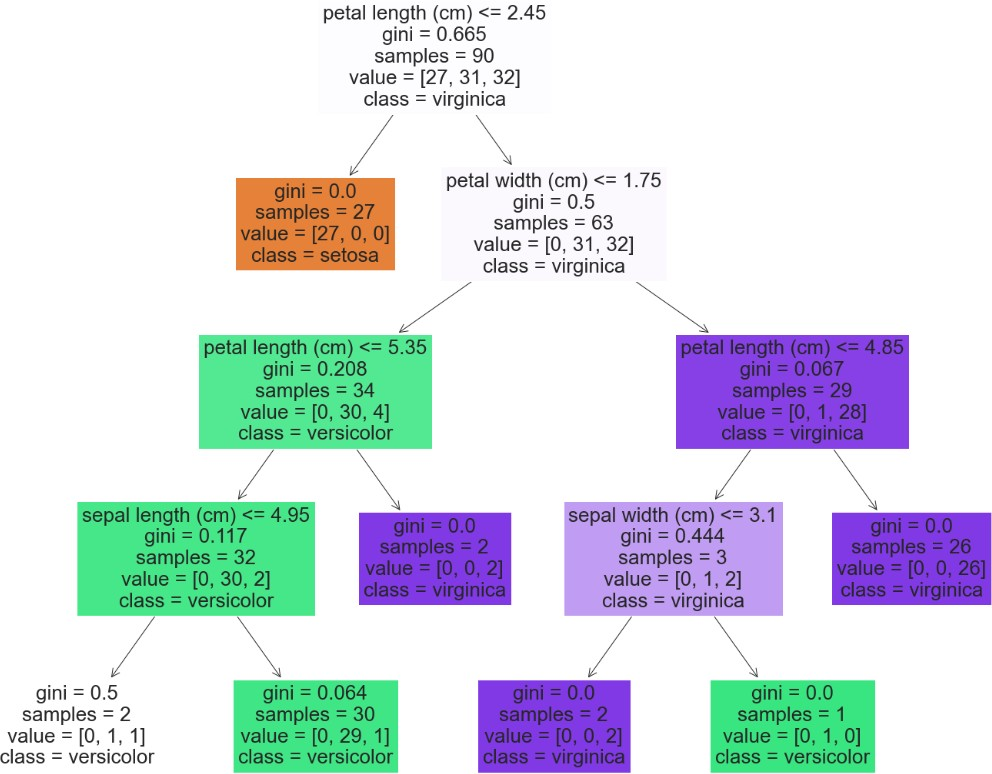 petal length (cm) <= 2.45
gini = 0.665
samples = 90
value = [27, 31, 32]
class = virginica
gini = 0.0
samples = 27
value = [27, 0, 0]
class = setosa
petal width (cm) <= 1.75
gini = 0.5
samples = 63
value = [0, 31, 32]
class = virginica
petal length (cm) <= 5.35
gini = 0.208
samples = 34
value = [0, 30, 4]
class = versicolor
petal length (cm) <= 4.85
gini = 0.067
samples = 29
value = [0, 1, 28]
class = virginica
sepal length (cm) <= 4.95
gini = 0.117
samples = 32
value = [0, 30, 2]
class = versicolor
gini = 0.0
samples = 2
value = [0, 0, 2]
class = virginica
sepal width (cm) <= 3.1
gini = 0.444
samples = 3
value = [0, 1, 2]
class = virginica
gini = 0.0
samples = 26
value = [0, 0, 26]
class = virginica
gini = 0.5
samples = 2
value = [0, 1, 1]
class = versicolor
gini = 0.064
samples = 30
value = [0, 29, 1]
class = versicolor
gini = 0.0
samples = 2
value = [0, 0, 2]
class = virginica
gini = 0.0
samples = 1
value = [0, 1, 0]
class = versicolor